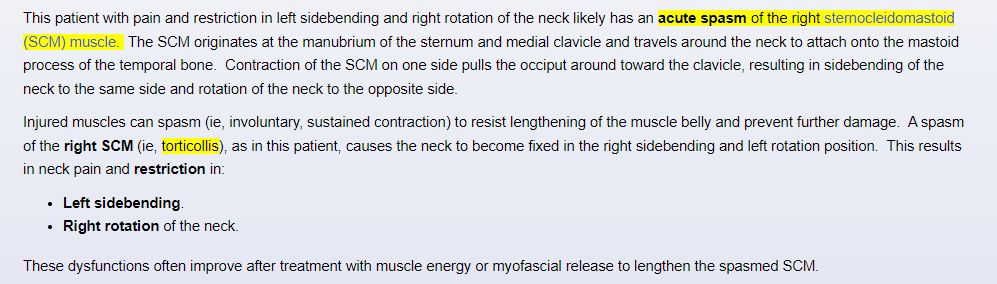 This patient with pain and restriction in left sidebending and right rotation of the neck likely has an acute spasm of the right sternocleidomastoid
(SCM) muscle. The SCM originates at the manubrium of the sternum and medial clavicle and travels around the neck to attach onto the mastoid
process of the temporal bone. Contraction of the SCM on one side pulls the occiput around toward the clavicle, resulting in sidebending of the
neck to the same side and rotation of the neck to the opposite side.
Injured muscles can spasm (ie, involuntary, sustained contraction) to resist lengthening of the muscle belly and prevent further damage. A spasm
of the right SCM (ie, torticollis), as in this patient, causes the neck to become fixed in the right sidebending and left rotation position. This results
in neck pain and restriction in:
• Left sidebending.
• Right rotation of the neck.
These dysfunctions often improve after treatment with muscle energy or myofascial release to lengthen the spasmed SCM.